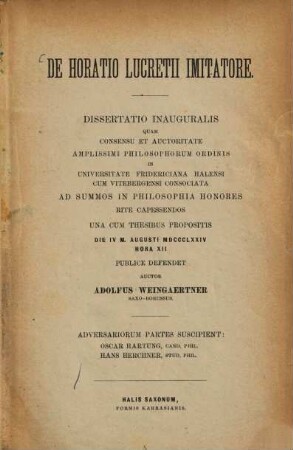 DE HORATIO LUCRETII IMITATORE.
DISSERTATIO INAUGURALIS
QUAM
CONSENSU ET AUCTORITATE
AMPLISSIMI PHILOSOPHORUM ORDINIS
IN
UNIVERSITATE FRIDERICIANA HALENSI
CUM VITEBERGENSI CONSOCIATA
AD SUMMOS IN PHILOSOPHIA HONORES
RITE CAPESSENDOS
UNA CUM THESIBUS PROPOSITIS
DIE IV M. AUGUSTI MDCCCLXXIV
HORA XII
PUBLICE DEFENDET
AUCTOR
ADOLFUS WEINGAERTNER
SAXO-BORUSSUS.
ADVERSARIORUM PARTES SUSCIPIENT:
OSCAR HARTUNG, CAND. PHIL.
HANS HERCHNER, STUD. PHIL.
HALIS SAXONUM,
FORMIS KARRASIANIS.